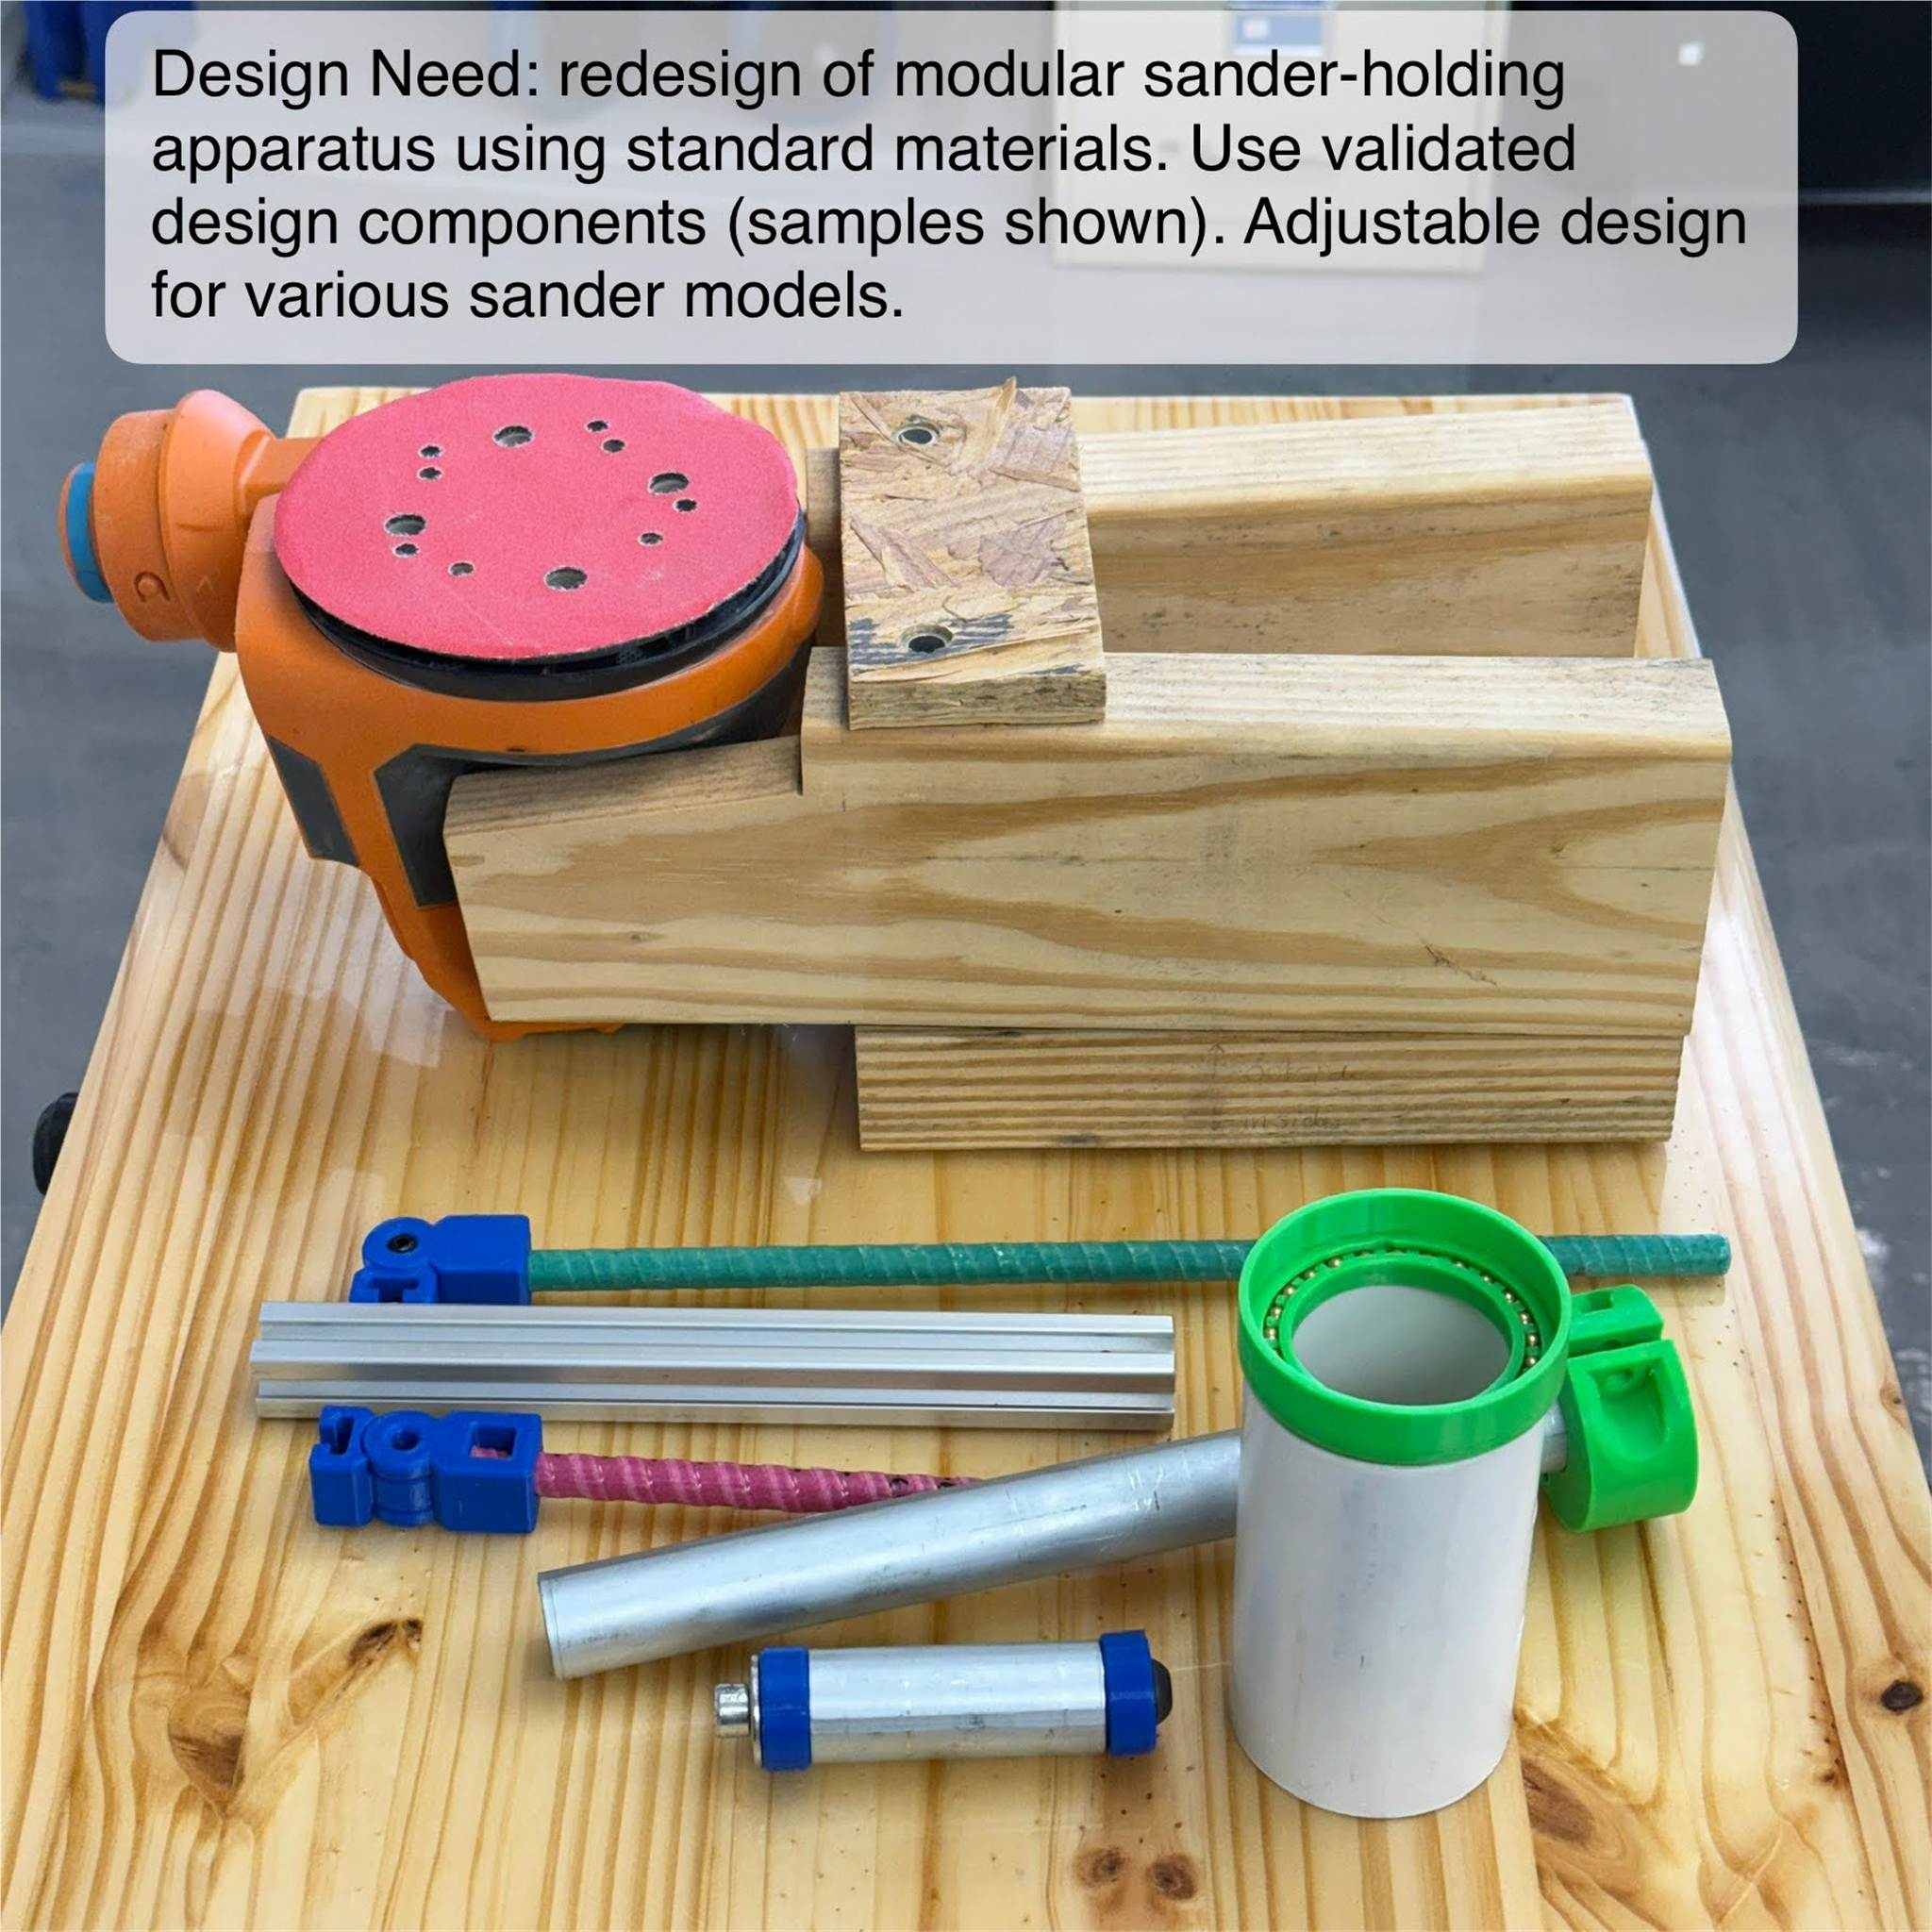 Design Need: redesign of modular sander-holding
apparatus using standard materials. Use validated
design components (samples shown). Adjustable design
for various sander models.